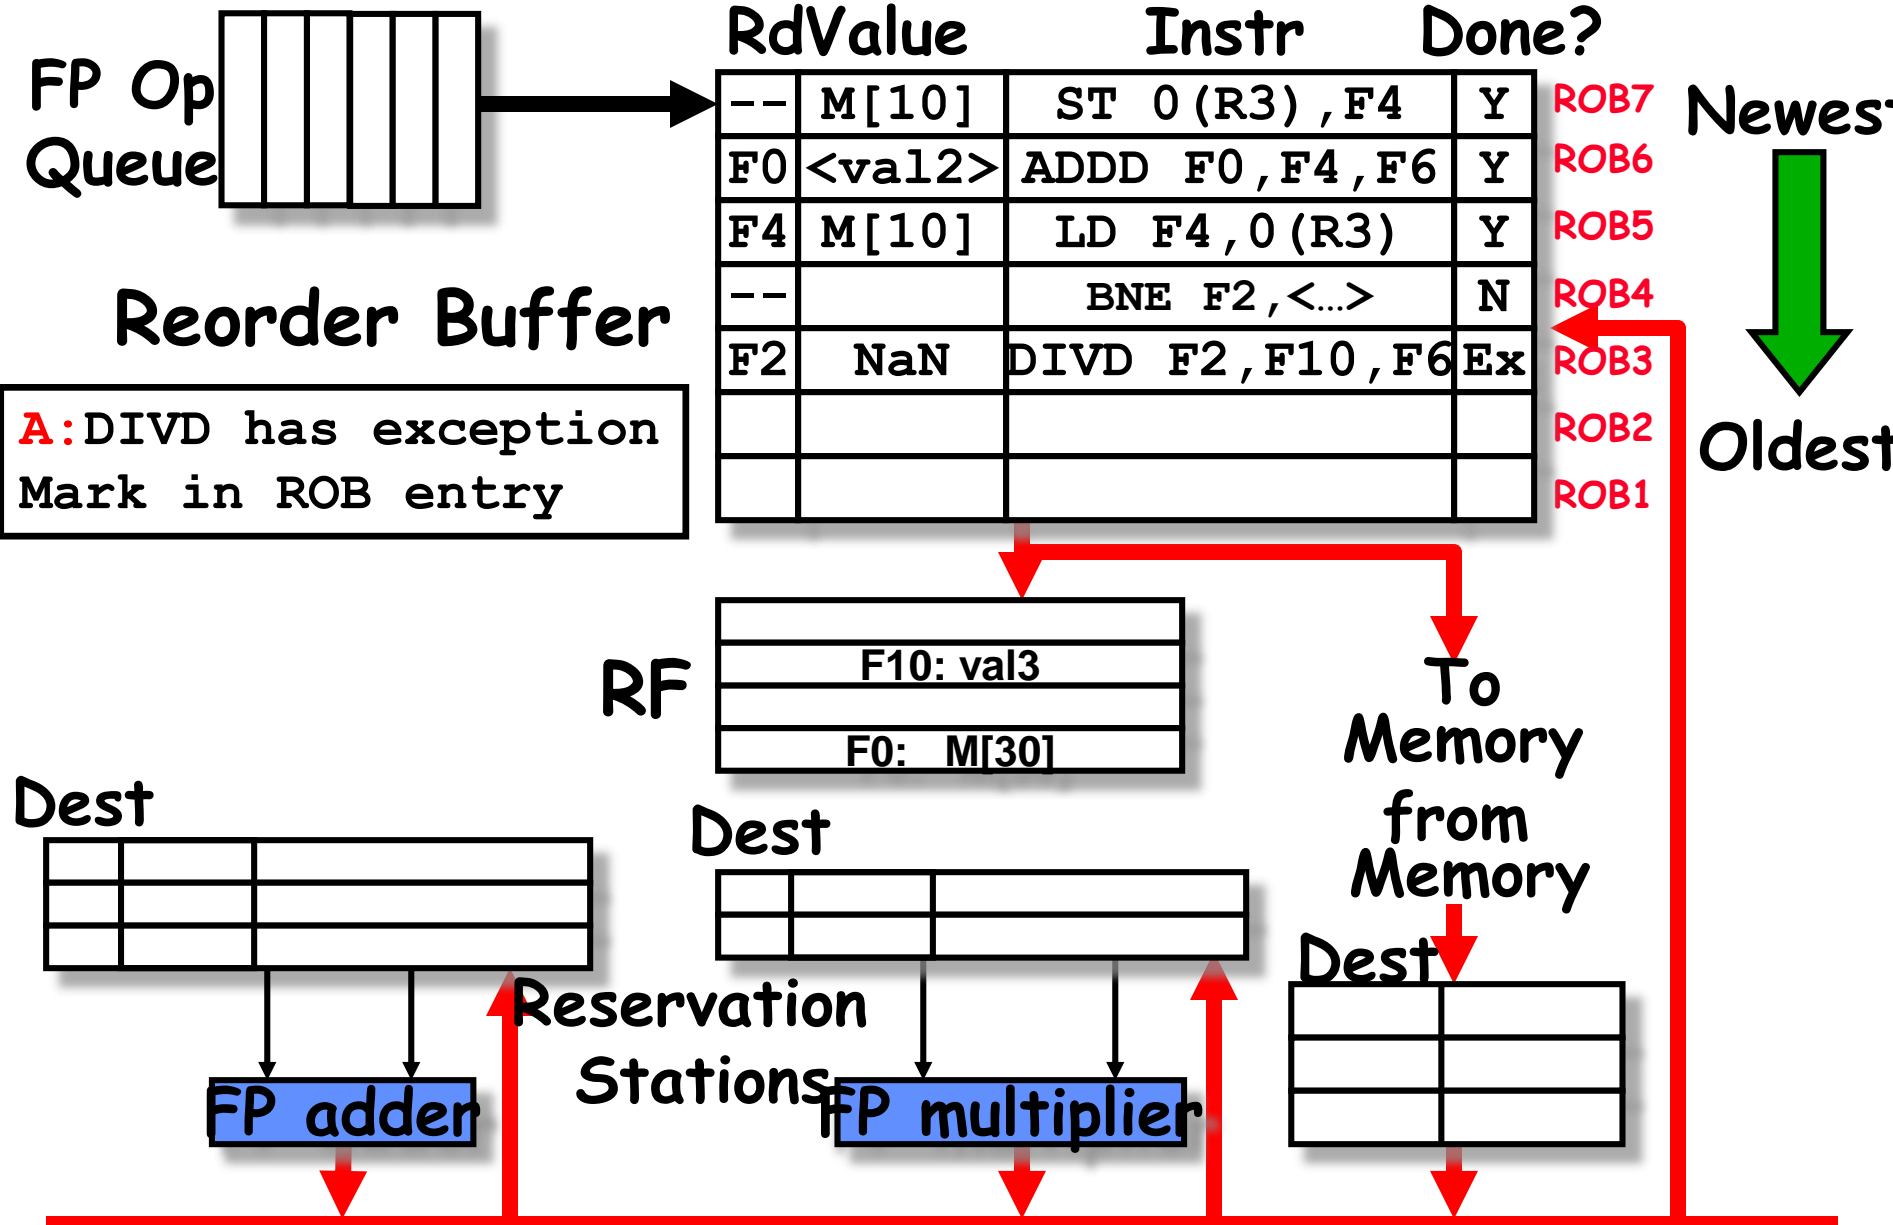 RdValue Instr Done?
FP Op
Queue
-- M[10] ST 0(R3),F4 Y ROB7
F0 <val2> ADDD F0,F4,F6 Y ROB6
F4 M[10] LD F4,0(R3) Y ROB5
-- BNE F2,<…> N ROB4
F2 NaN DIVD F2,F10,F6 Ex ROB3
ROB2
ROB1
Newest
Oldest
Reorder Buffer
A:DIVD has exception
Mark in ROB entry
RF
F10: val3
F0: M[30]
To
Memory
from
Memory
Dest
Dest
Dest
Reservation
Stations
FP adder
FP multiplier